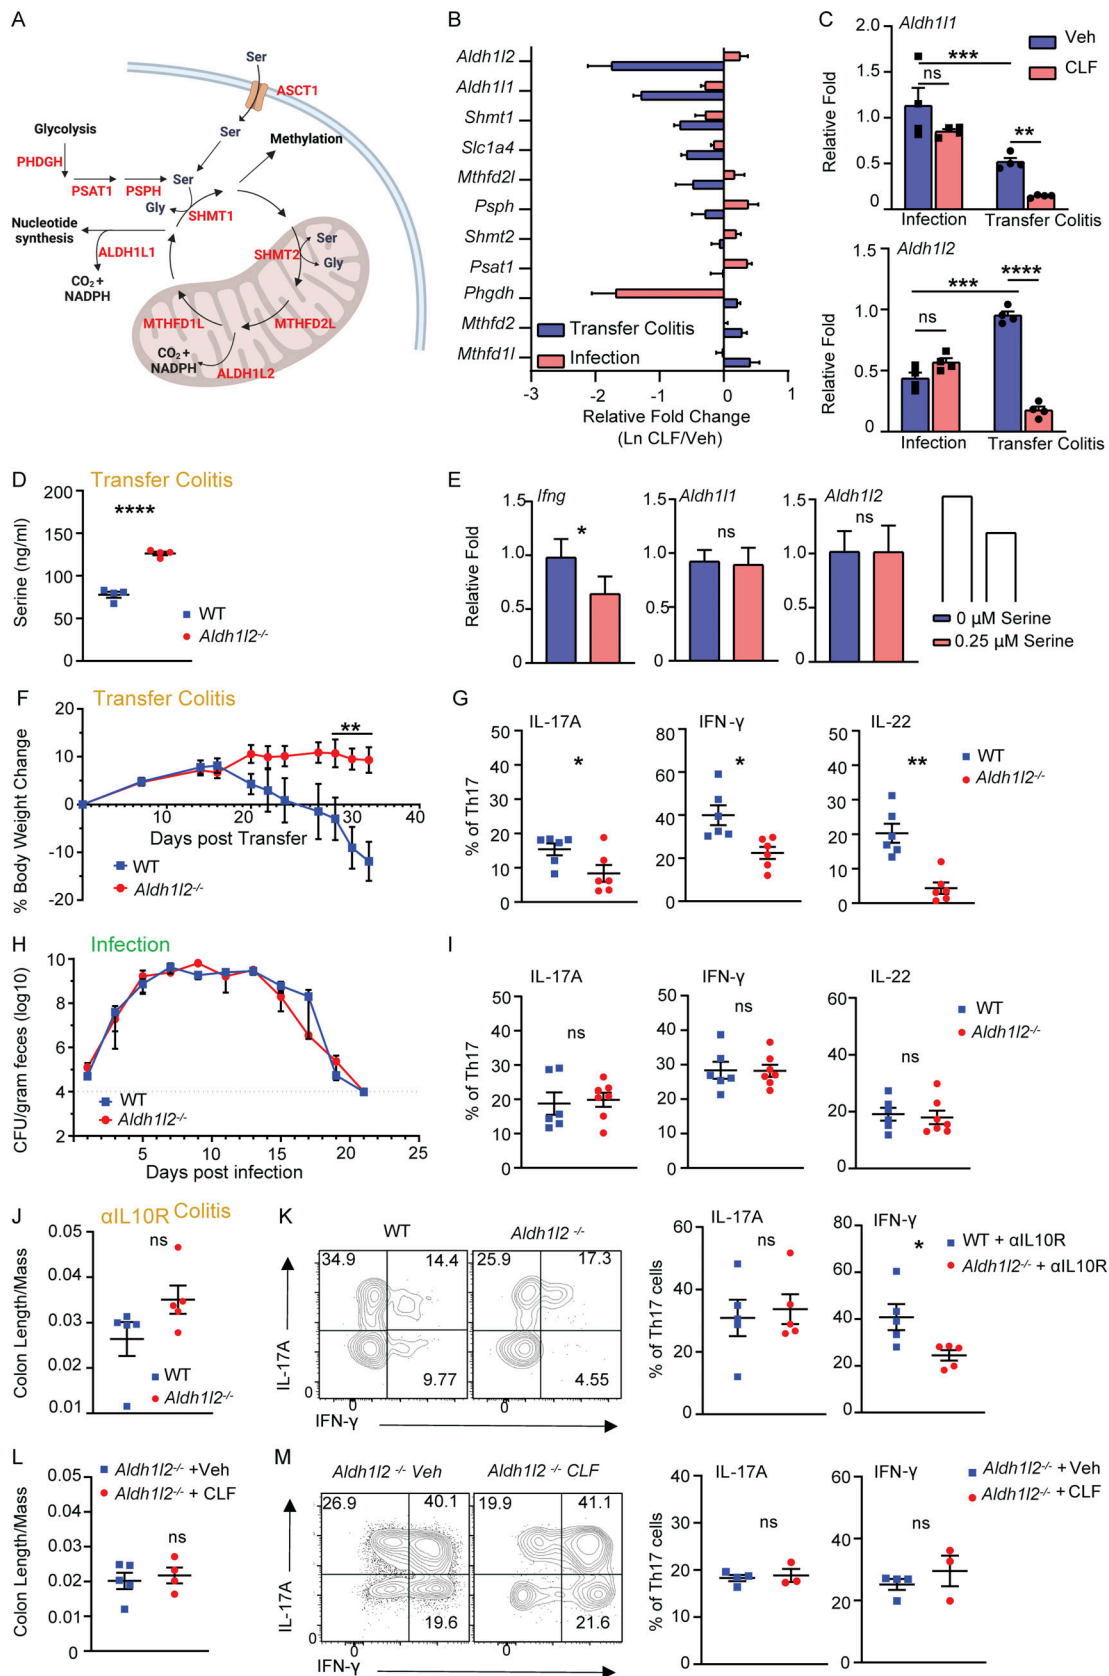 A
Ser
ASCT1
Glycolysis
Ser
Methylation
PHDGH
PSAT1
PSPH
Ser
Gly
SHMT1
Nucleotide
synthesis
ALDH1L1
CO₂ +
NADPH
SHMT2
Ser
Gly
MTHFD1L
MTHFD2L
CO₂ +
NADPH
ALDH1L2
B
Aldh1l2
Aldh1l1
Shmt1
Slc1a4
Mthfd2l
Psph
Shmt2
Psat1
Phgdh
Mthfd2
Mthfd1l
Transfer Colitis
Infection
-3 -2 -1 0 1
Relative Fold Change
(Ln CLF/Veh)
C
Aldh1l1
Veh
CLF
2.0
1.5
1.0
0.5
0
Relative Fold
ns
***
**
Infection Transfer Colitis
Aldh1l2
1.5
1.0
0.5
0
Relative Fold
ns
***
****
Infection Transfer Colitis
D
Transfer Colitis
****
150
100
50
0
Serine (ng/ml)
WT
Aldh1l2-/-
E
Ifng
1.5
1.0
0.5
0
Relative Fold
*
Aldh1l1
1.5
1.0
0.5
0
ns
Aldh1l2
1.5
1.0
0.5
0
ns
0 μM Serine
0.25 μM Serine
F
Transfer Colitis
20
10
0
-10
-20
% Body Weight Change
**
10 20 30 40
Days post Transfer
WT
Aldh1l2-/-
G
IL-17A
50
40
30
20
10
0
% of Th17
*
IFN-γ
80
60
40
20
0
*
IL-22
50
40
30
20
10
0
**
WT
Aldh1l2-/-
H
Infection
10
8
6
4
2
CFU/gram feces (log10)
WT
Aldh1l2-/-
5 10 15 20 25
Days post infection
I
IL-17A
50
40
30
20
10
0
% of Th17
ns
IFN-γ
50
40
30
20
10
0
ns
IL-22
60
40
20
0
ns
WT
Aldh1l2-/-
J
αIL10R Colitis
0.05
0.04
0.03
0.02
0.01
Colon Length/Mass
ns
WT
Aldh1l2-/-
K
WT
34.9 14.4
9.77
Aldh1l2 -/-
25.9 17.3
4.55
IL-17A
0
0 0
IFN-γ
IL-17A
60
40
20
0
% of Th17 cells
ns
IFN-γ
80
60
40
20
0
*
WT + αIL10R
Aldh1l2-/- + αIL10R
L
Aldh1l2-/- +Veh
Aldh1l2-/- + CLF
0.05
0.04
0.03
0.02
0.01
0
Colon Length/Mass
ns
M
Aldh1l2 -/- Veh
26.9 40.1
19.6
Aldh1l2 -/- CLF
19.9 41.1
21.6
IL-17A
0
0 0
IFN-γ
IL-17A
40
30
20
10
0
% of Th17 cells
ns
IFN-γ
60
40
20
0
ns
Aldh1l2-/- + Veh
Aldh1l2-/- + CLF